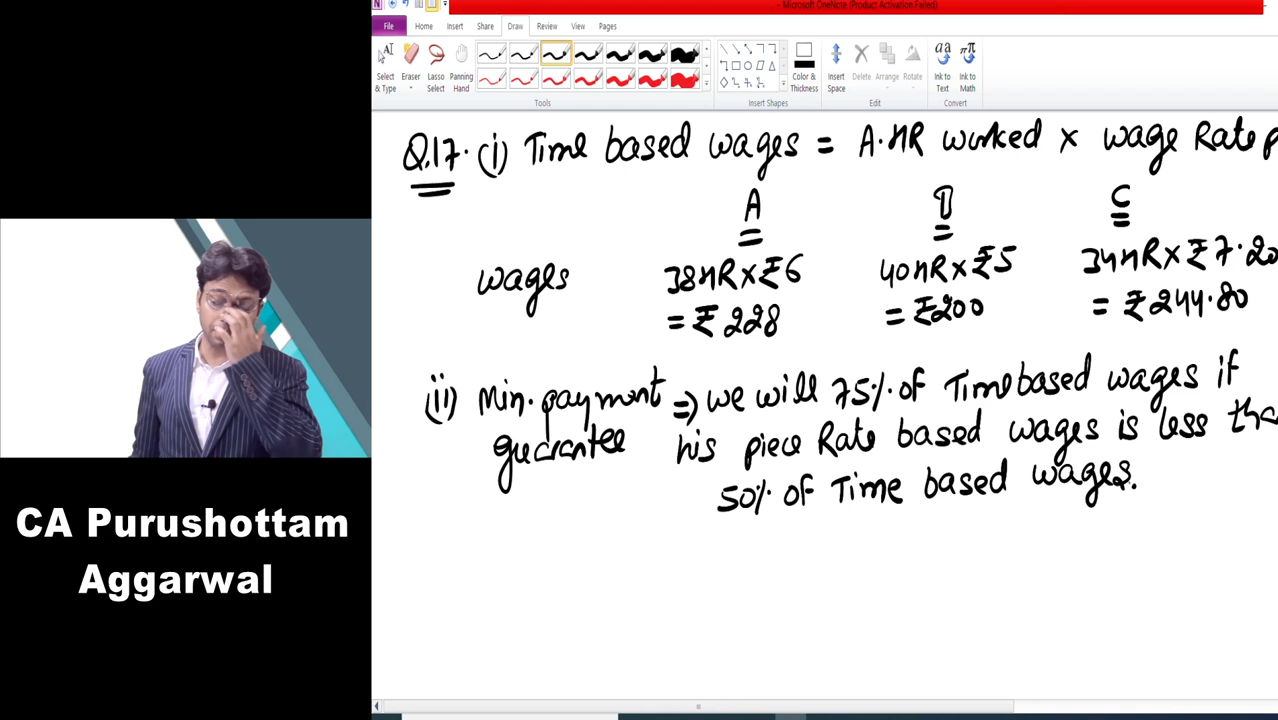 Microsoft OneNote (Product Activation Failed)
File Home Insert Share Draw Review View Pages
Select & Type Eraser Lasso Select Panning Hand
Color & Thickness Insert Space Delete Arrange Rotate Ink to Text Ink to Math
Tools Insert Shapes Edit Convert
Q.17. (i) Time based wages = A.HR worked x wage Rate p
A B C
wages 38HR x ₹6 40HR x ₹5 34HR x ₹7.20
= ₹228 = ₹200 = ₹244.80
(ii) Min. payment => we will 75% of Time based wages if
guarantee his piece Rate based wages is less tha
50% of Time based wages.
CA Purushottam
Aggarwal